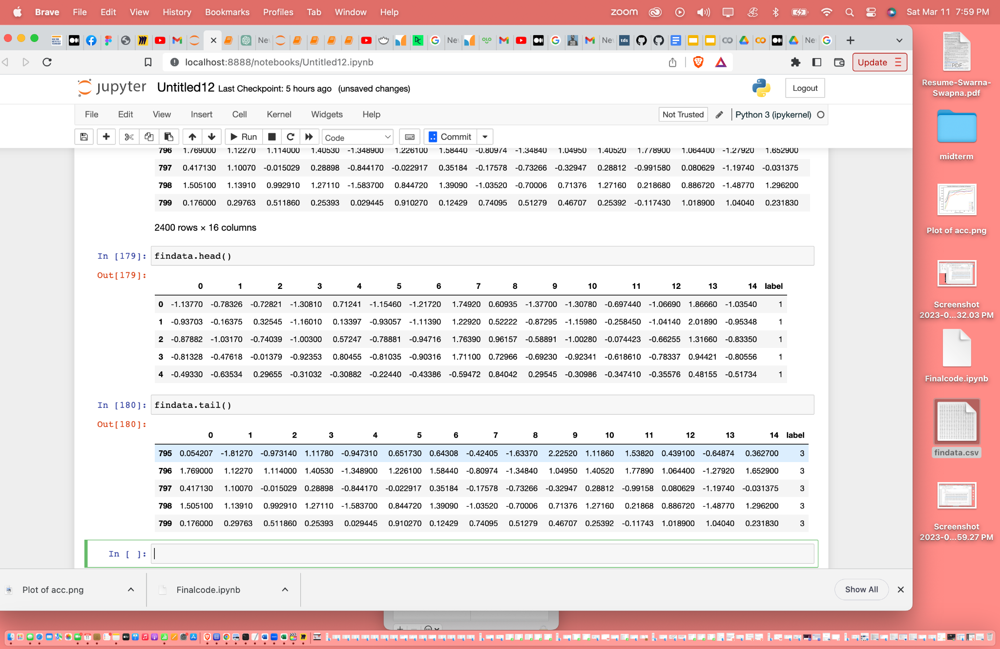 Brave File Edit View History Bookmarks Profiles Tab Window Help zoom Sat Mar 11 7:59 PM
New New tds New New
localhost:8888/notebooks/Untitled12.ipynb Update
jupyter Untitled12 Last Checkpoint: 5 hours ago (unsaved changes) Logout
File Edit View Insert Cell Kernel Widgets Help Not Trusted Python 3 (ipykernel)
Run Code Commit
796 1.769000 1.12270 1.114000 1.40530 -1.348900 1.226100 1.58440 -0.80974 -1.34840 1.04950 1.40520 1.778900 1.064400 -1.27920 1.652900
797 0.417130 1.10070 -0.015029 0.28898 -0.844170 -0.022917 0.35184 -0.17578 -0.73266 -0.32947 0.28812 -0.991580 0.080629 -1.19740 -0.031375
798 1.505100 1.13910 0.992910 1.27110 -1.583700 0.844720 1.39090 -1.03520 -0.70006 0.71376 1.27160 0.218680 0.886720 -1.48770 1.296200
799 0.176000 0.29763 0.511860 0.25393 0.029445 0.910270 0.12429 0.74095 0.51279 0.46707 0.25392 -0.117430 1.018900 1.04040 0.231830
2400 rows × 16 columns
In [179]: findata.head()
Out[179]:
0 1 2 3 4 5 6 7 8 9 10 11 12 13 14 label
0 -1.13770 -0.78326 -0.72821 -1.30810 0.71241 -1.15460 -1.21720 1.74920 0.60935 -1.37700 -1.30780 -0.697440 -1.06690 1.86660 -1.03540 1
1 -0.93703 -0.16375 0.32545 -1.16010 0.13397 -0.93057 -1.11390 1.22920 0.52222 -0.87295 -1.15980 -0.258450 -1.04140 2.01890 -0.95348 1
2 -0.87882 -1.03170 -0.74039 -1.00300 0.57247 -0.78881 -0.94716 1.76390 0.96157 -0.58891 -1.00280 -0.074423 -0.66255 1.31660 -0.83350 1
3 -0.81328 -0.47618 -0.01379 -0.92353 0.80455 -0.81035 -0.90316 1.71100 0.72966 -0.69230 -0.92341 -0.618610 -0.78337 0.94421 -0.80556 1
4 -0.49330 -0.63534 0.29655 -0.31032 -0.30882 -0.22440 -0.43386 -0.59472 0.84042 0.29545 -0.30986 -0.347410 -0.35576 0.48155 -0.51734 1
In [180]: findata.tail()
Out[180]:
0 1 2 3 4 5 6 7 8 9 10 11 12 13 14 label
795 0.054207 -1.81270 -0.973140 1.11780 -0.947310 0.651730 0.64308 -0.42405 -1.63370 2.22520 1.11860 1.53820 0.439100 -0.64874 0.362700 3
796 1.769000 1.12270 1.114000 1.40530 -1.348900 1.226100 1.58440 -0.80974 -1.34840 1.04950 1.40520 1.77890 1.064400 -1.27920 1.652900 3
797 0.417130 1.10070 -0.015029 0.28898 -0.844170 -0.022917 0.35184 -0.17578 -0.73266 -0.32947 0.28812 -0.99158 0.080629 -1.19740 -0.031375 3
798 1.505100 1.13910 0.992910 1.27110 -1.583700 0.844720 1.39090 -1.03520 -0.70006 0.71376 1.27160 0.21868 0.886720 -1.48770 1.296200 3
799 0.176000 0.29763 0.511860 0.25393 0.029445 0.910270 0.12429 0.74095 0.51279 0.46707 0.25392 -0.11743 1.018900 1.04040 0.231830 3
In [ ]:
Plot of acc.png Finalcode.ipynb Show All
PDF
Resume-Swarna-
Swapna.pdf
midterm
Plot of acc.png
Screenshot
2023-0...32.03 PM
Finalcode.ipynb
findata.csv
Screenshot
2023-0...59.27 PM